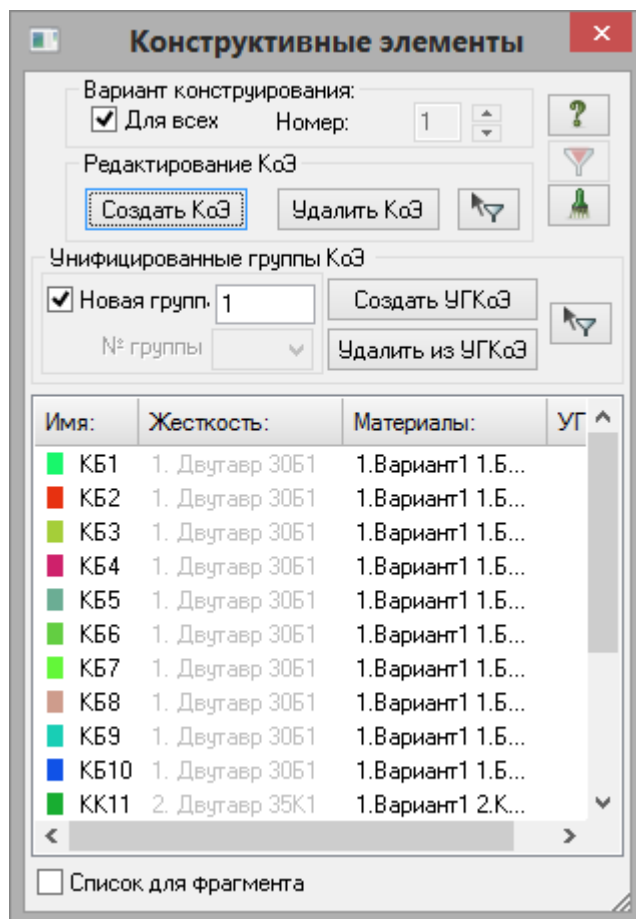 Конструктивные элементы
Вариант конструирования:
Для всех Номер: 1
Редактирование КоЭ
Создать КоЭ Удалить КоЭ
Унифицированные группы КоЭ
Новая групп 1 Создать УГКоЭ
№ группы Удалить из УГКоЭ
Имя: Жесткость: Материалы: УГ
КБ1 1. Двутавр 30Б1 1.Вариант1 1.Б...
КБ2 1. Двутавр 30Б1 1.Вариант1 1.Б...
КБ3 1. Двутавр 30Б1 1.Вариант1 1.Б...
КБ4 1. Двутавр 30Б1 1.Вариант1 1.Б...
КБ5 1. Двутавр 30Б1 1.Вариант1 1.Б...
КБ6 1. Двутавр 30Б1 1.Вариант1 1.Б...
КБ7 1. Двутавр 30Б1 1.Вариант1 1.Б...
КБ8 1. Двутавр 30Б1 1.Вариант1 1.Б...
КБ9 1. Двутавр 30Б1 1.Вариант1 1.Б...
КБ10 1. Двутавр 30Б1 1.Вариант1 1.Б...
КК11 2. Двутавр 35К1 1.Вариант1 2.К...
Список для фрагмента